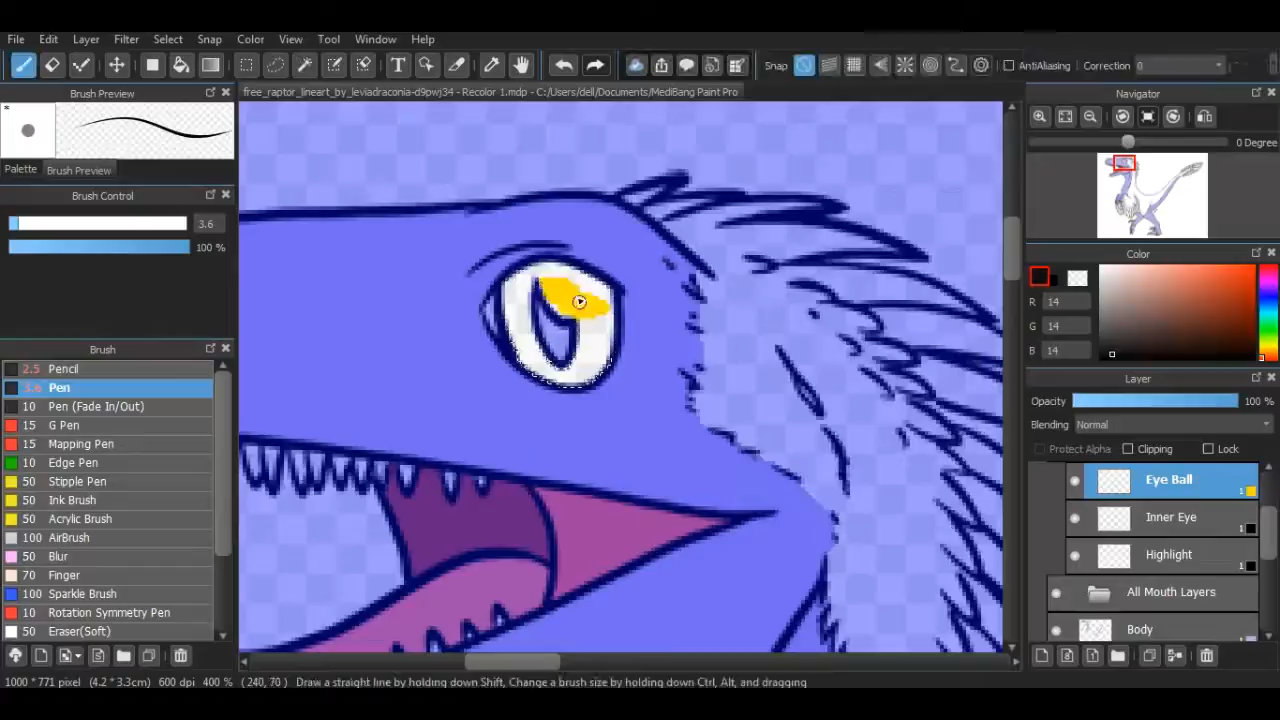 File Edit Layer Filter Select Snap Color View Tool Window Help
T Snap AntiAliasing Correction 0
Brush Preview
free_raptor_lineart_by_leviadraconia-d9pwj34 - Recolor 1.mdp - C:/Users/dell/Documents/MediBang Paint Pro
Navigator
*
Palette Brush Preview
0 Degree
Brush Control
3.6
100 %
Color
R 14
G 14
B 14
Brush
2.5 Pencil
3.6 Pen
10 Pen (Fade In/Out)
15 G Pen
15 Mapping Pen
10 Edge Pen
50 Stipple Pen
50 Ink Brush
50 Acrylic Brush
100 AirBrush
50 Blur
70 Finger
100 Sparkle Brush
10 Rotation Symmetry Pen
50 Eraser(Soft)
Layer
Opacity 100 %
Blending Normal
Protect Alpha Clipping Lock
Eye Ball
1
Inner Eye
1
Highlight
1
All Mouth Layers
Body
1000 * 771 pixel (4.2 * 3.3cm) 600 dpi 400 % ( 240, 70 ) Draw a straight line by holding down Shift, Change a brush size by holding down Ctrl, Alt, and dragging